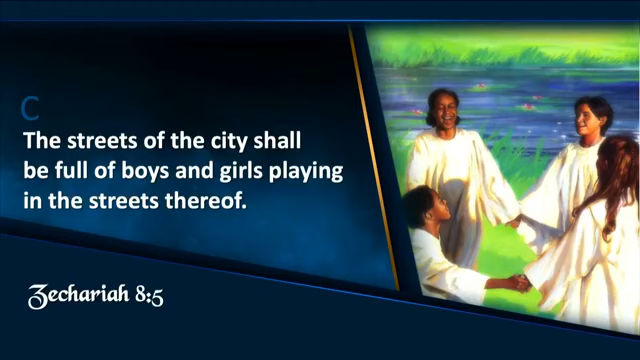 C
The streets of the city shall
be full of boys and girls playing
in the streets thereof.
Zechariah 8:5